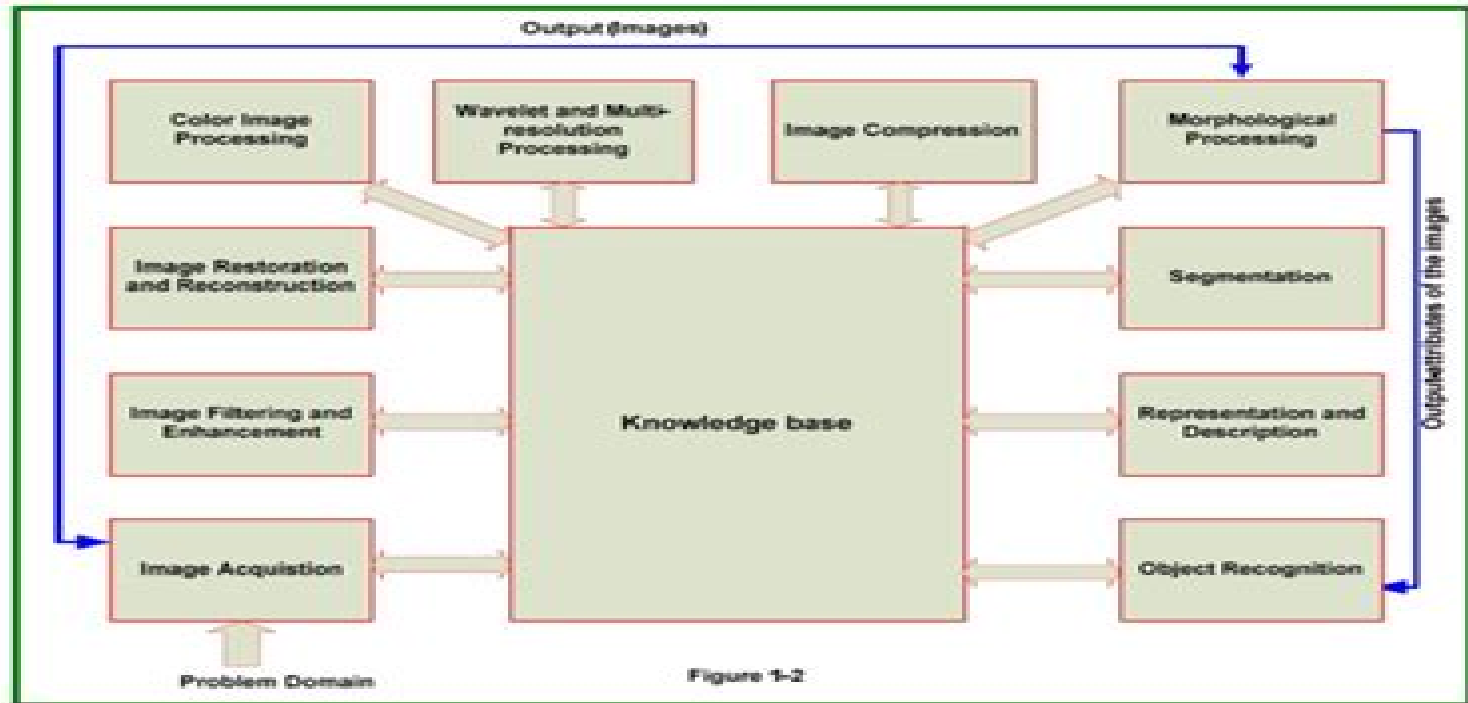 Output (Images)
Color Image
Processing
Wavelet and Multi-
resolution
Processing
Image Compression
Morphological
Processing
Image Restoration
and Reconstruction
Segmentation
Image Filtering and
Enhancement
Knowledge base
Representation and
Description
Image Acquistion
Object Recognition
of the images
Problem Domain
Figure 1-2